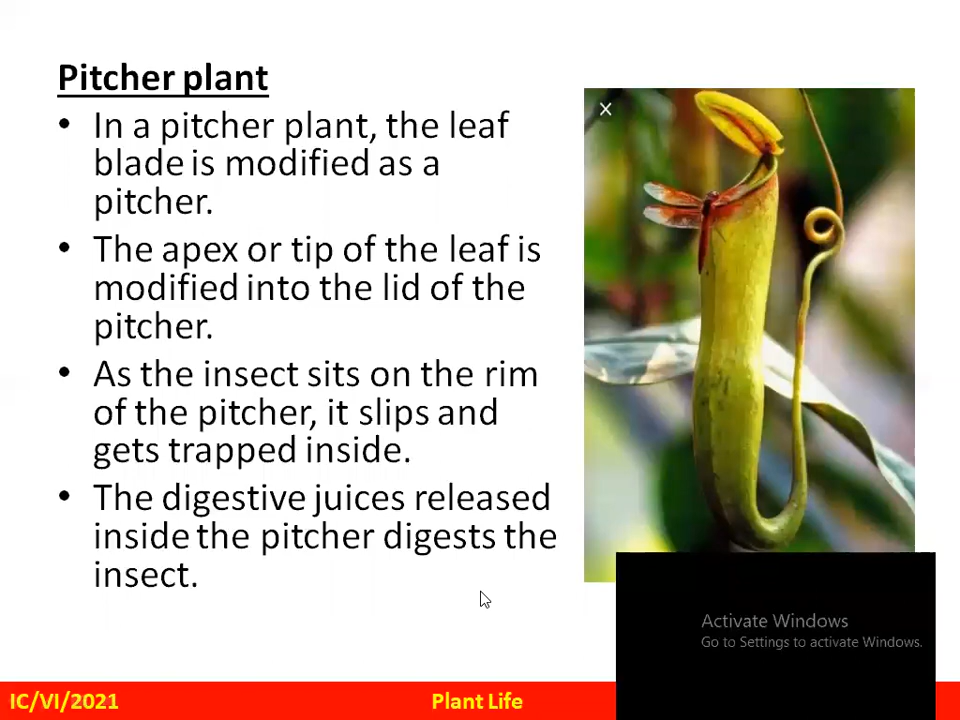 Pitcher plant
• In a pitcher plant, the leaf
blade is modified as a
pitcher.
• The apex or tip of the leaf is
modified into the lid of the
pitcher.
• As the insect sits on the rim
of the pitcher, it slips and
gets trapped inside.
• The digestive juices released
inside the pitcher digests the
insect.
Activate Windows
Go to Settings to activate Windows.
IC/VI/2021
Plant Life